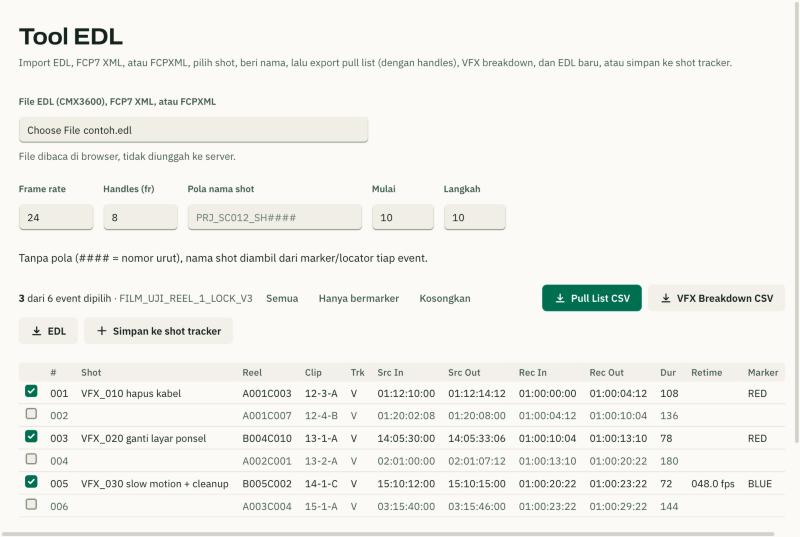 Tool EDL
Import EDL, FCP7 XML, atau FCPXML, pilih shot, beri nama, lalu export pull list (dengan handles), VFX breakdown, dan EDL baru, atau simpan ke shot tracker.
File EDL (CMX3600), FCP7 XML, atau FCPXML
Choose File contoh.edl
File dibaca di browser, tidak diunggah ke server.
Frame rate Handles (fr) Pola nama shot Mulai Langkah
24 8 PRJ_SC012_SH#### 10 10
Tanpa pola (#### = nomor urut), nama shot diambil dari marker/locator tiap event.
3 dari 6 event dipilih · FILM_UJI_REEL_1_LOCK_V3 Semua Hanya bermarker Kosongkan Pull List CSV VFX Breakdown CSV
EDL Simpan ke shot tracker
# Shot Reel Clip Trk Src In Src Out Rec In Rec Out Dur Retime Marker
001 VFX_010 hapus kabel A001C003 12-3-A V 01:12:10:00 01:12:14:12 01:00:00:00 01:00:04:12 108 RED
002 A001C007 12-4-B V 01:20:02:08 01:20:08:00 01:00:04:12 01:00:10:04 136
003 VFX_020 ganti layar ponsel B004C010 13-1-A V 14:05:30:00 14:05:33:06 01:00:10:04 01:00:13:10 78 RED
004 A002C001 13-2-A V 02:01:00:00 02:01:07:12 01:00:13:10 01:00:20:22 180
005 VFX_030 slow motion + cleanup B005C002 14-1-C V 15:10:12:00 15:10:15:00 01:00:20:22 01:00:23:22 72 048.0 fps BLUE
006 A003C004 15-1-A V 03:15:40:00 03:15:46:00 01:00:23:22 01:00:29:22 144